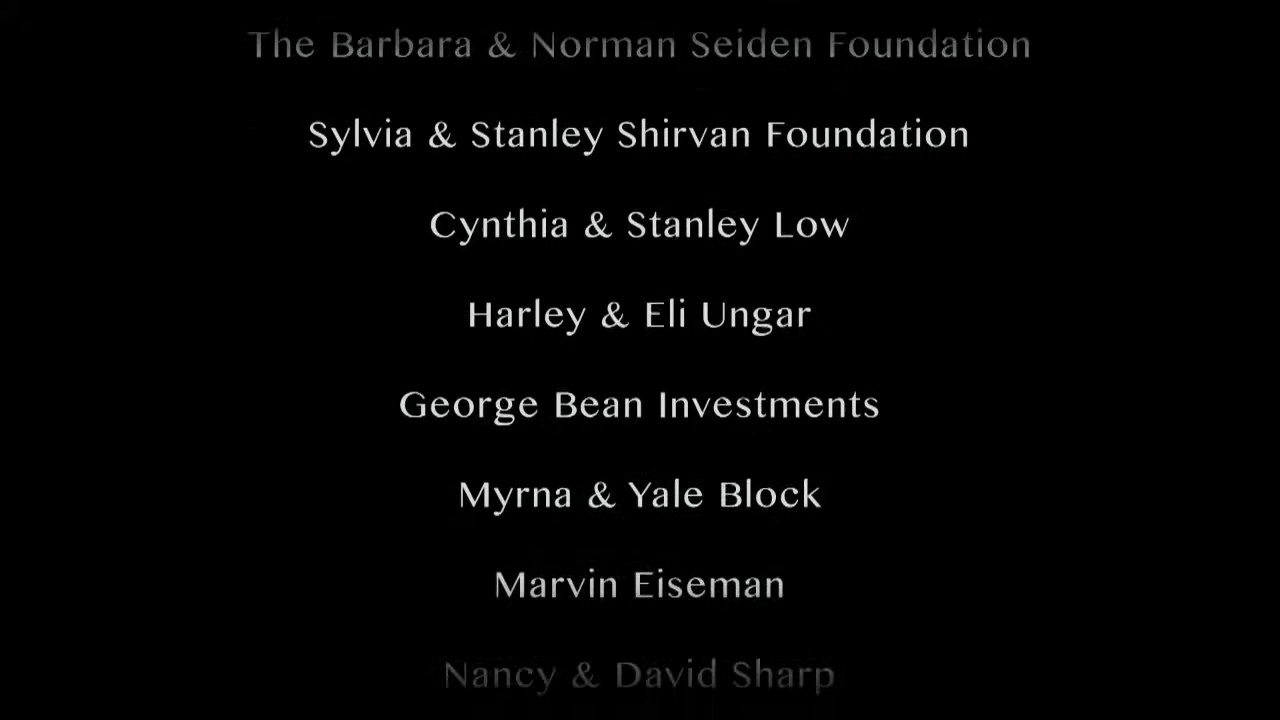 The Barbara & Norman Seiden Foundation
Sylvia & Stanley Shirvan Foundation
Cynthia & Stanley Low
Harley & Eli Ungar
George Bean Investments
Myrna & Yale Block
Marvin Eiseman
Nancy & David Sharp